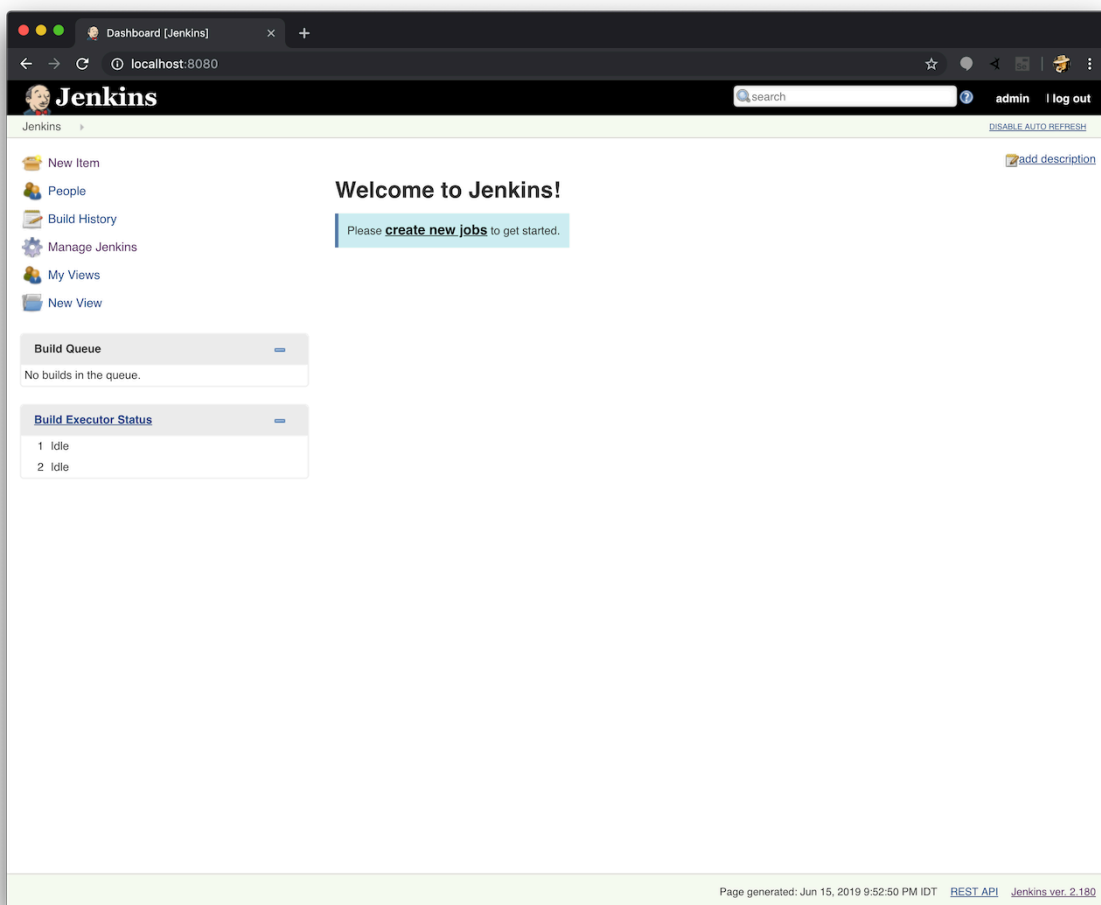 Dashboard [Jenkins]
localhost:8080
Jenkins
search
admin
| log out
Jenkins
DISABLE AUTO REFRESH
New Item
People
Build History
Manage Jenkins
My Views
New View
add description
Welcome to Jenkins!
Please create new jobs to get started.
Build Queue
No builds in the queue.
Build Executor Status
1 Idle
2 Idle
Page generated: Jun 15, 2019 9:52:50 PM IDT REST API Jenkins ver. 2.180